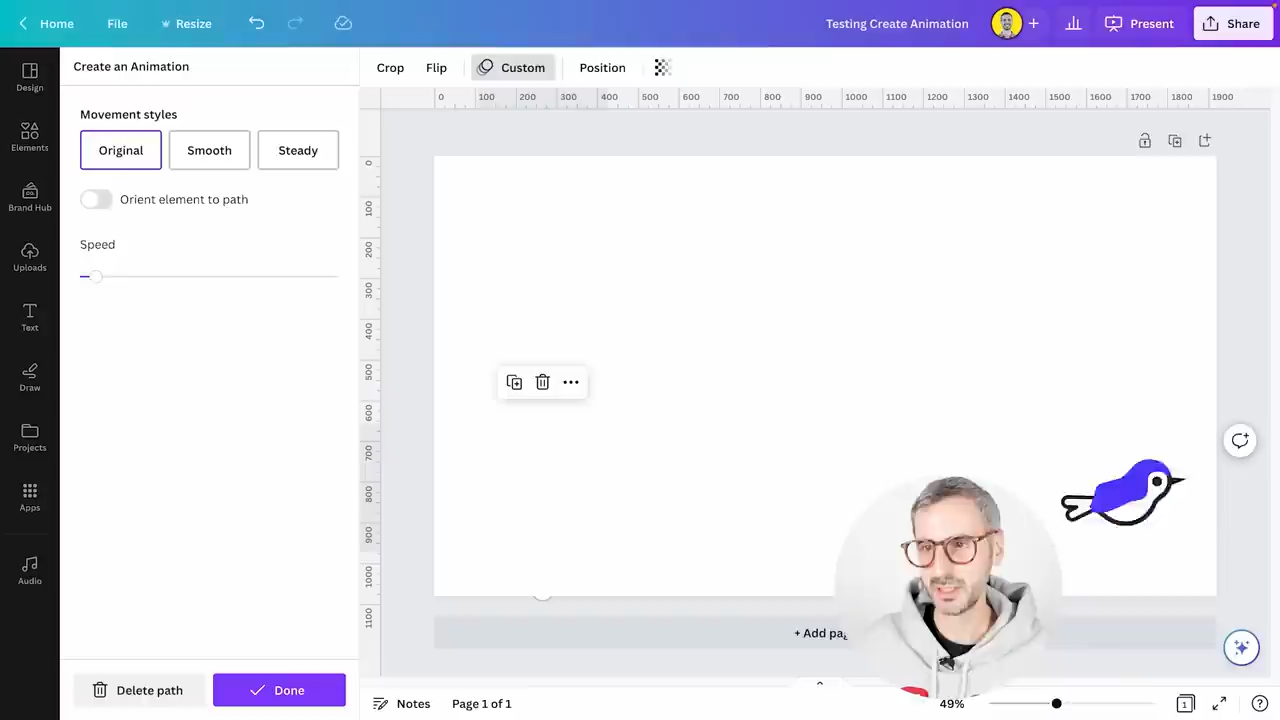 Home
File
Resize
Testing Create Animation
Present
Share
Design
Elements
CO.
Brand Hub
Uploads
Text
Draw
Projects
Apps
Audio
Create an Animation
Movement styles
Original
Smooth
Steady
Orient element to path
Speed
Delete path
Done
Crop
Flip
Custom
Position
0 100 200 300 400 500 600 700 800 900 1000 1100 1200 1300 1400 1500 1600 1700 1800 1900
0
100
200
300
400
500
600
700
800
900
1000
1100
+ Add pag
Notes
Page 1 of 1
49%
1